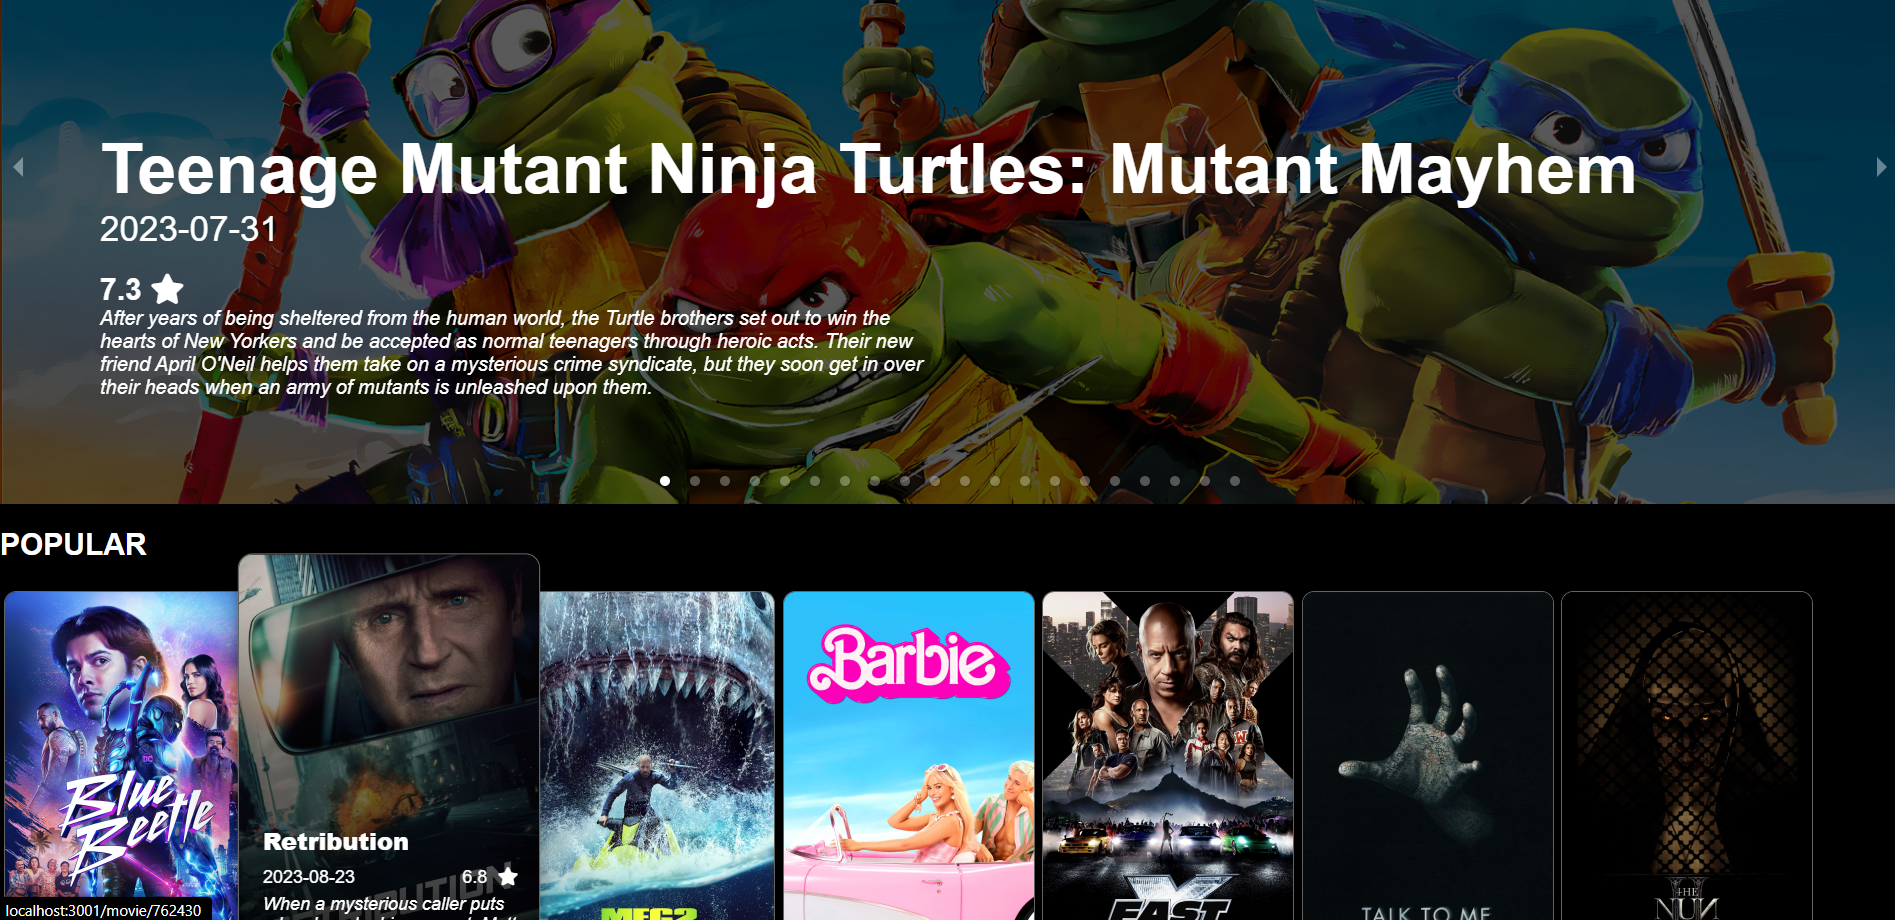 Teenage Mutant Ninja Turtles: Mutant Mayhem
2023-07-31
7.3
After years of being sheltered from the human world, the Turtle brothers set out to win the
hearts of New Yorkers and be accepted as normal teenagers through heroic acts. Their new
friend April O'Neil helps them take on a mysterious crime syndicate, but they soon get in over
their heads when an army of mutants is unleashed upon them.
POPULAR
DC
Blue
Beetle
Retribution
2023-08-23 6.8
RETRIBUTION
When a mysterious caller puts
MEG2
Barbie
X
FAST
TALK TO ME
THE
NUN
II
localhost:3001/movie/762430